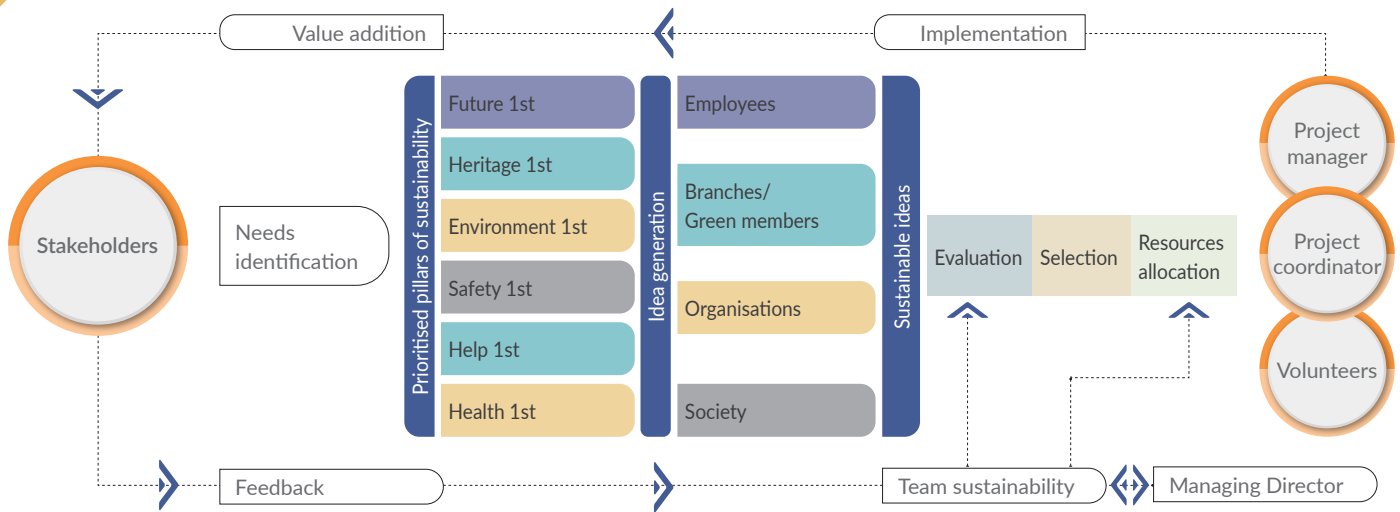 Value addition
Implementation
Stakeholders
Needs
identification
Prioritised pillars of sustainability
Future 1st
Heritage 1st
Environment 1st
Safety 1st
Help 1st
Health 1st
Idea generation
Employees
Branches/
Green members
Organisations
Society
Sustainable ideas
Evaluation
Selection
Resources
allocation
Project
manager
Project
coordinator
Volunteers
Feedback
Team sustainability
Managing Director